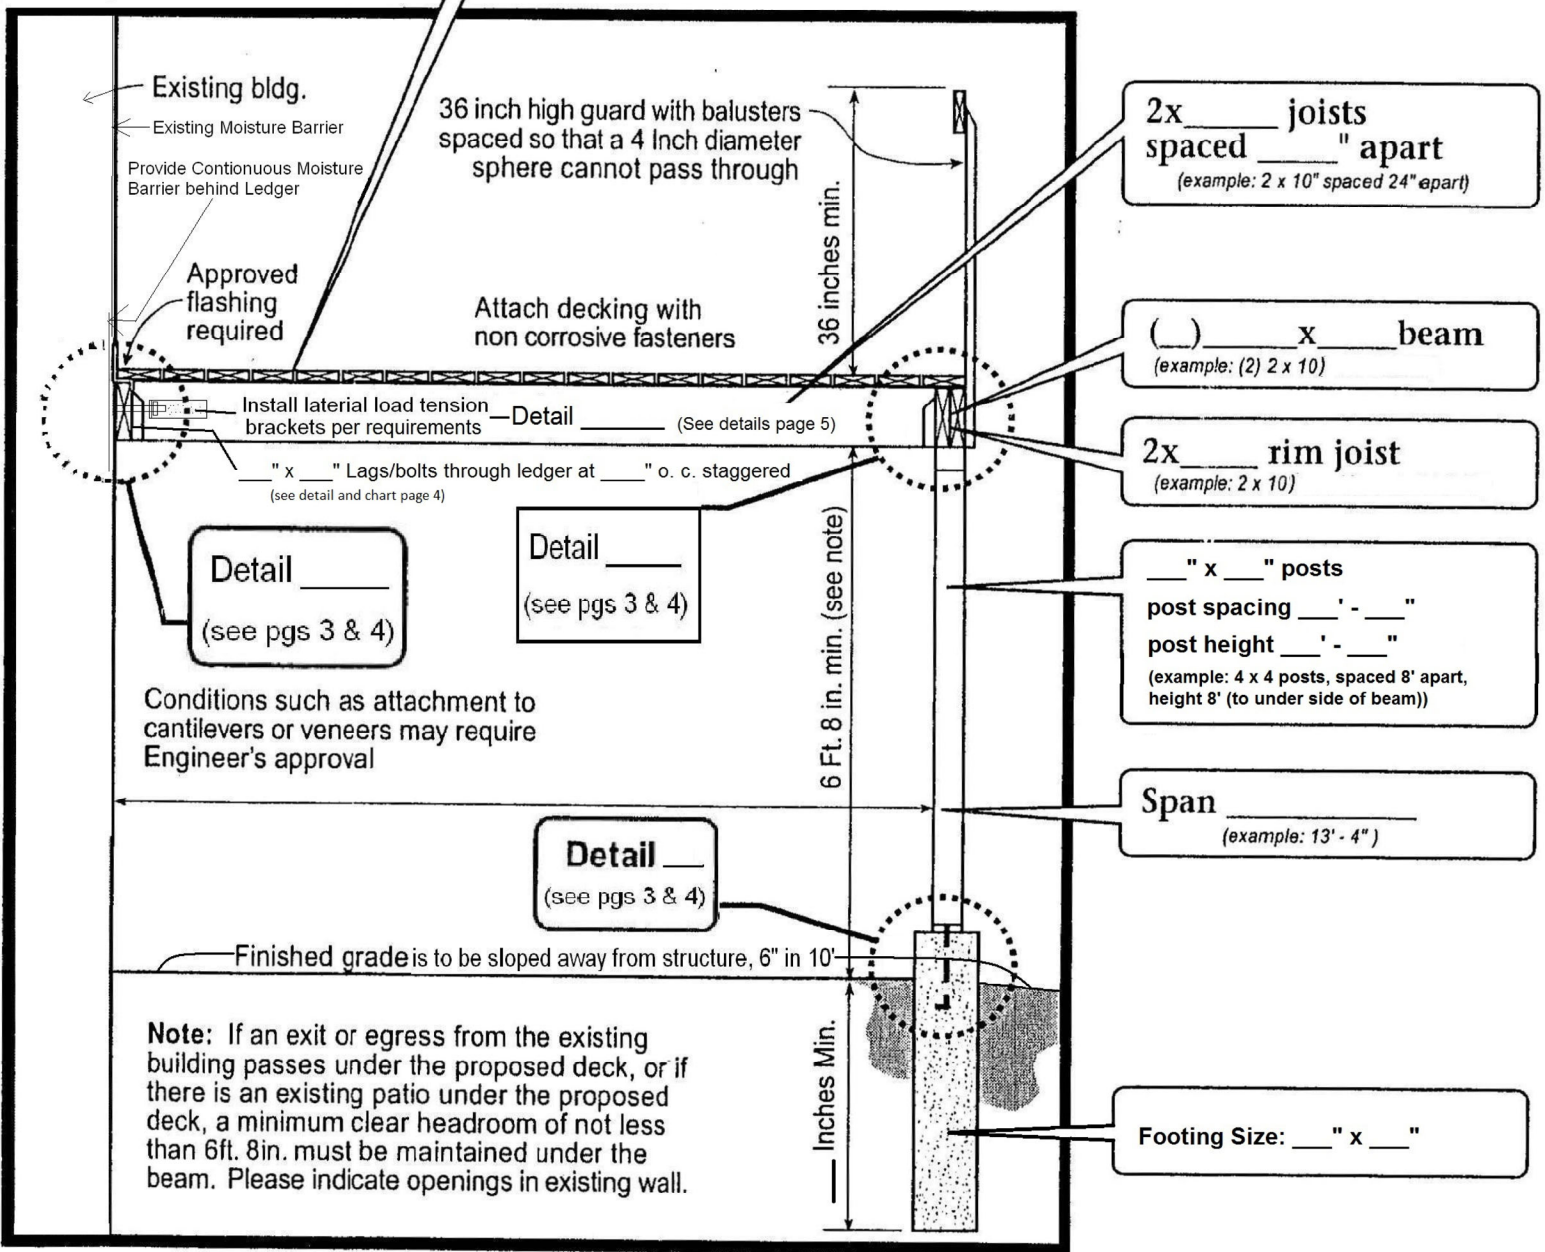 Existing bldg.
Existing Moisture Barrier
Provide Contionuous Moisture
Barrier behind Ledger
36 inch high guard with balusters
spaced so that a 4 Inch diameter
sphere cannot pass through
36 inches min.
Approved
flashing
required
Attach decking with
non corrosive fasteners
Install laterial load tension
brackets per requirements
Detail ______ (See details page 5)
___" x ___" Lags/bolts through ledger at ____" o. c. staggered
(see detail and chart page 4)
Detail ______
(see pgs 3 & 4)
Detail _____
(see pgs 3 & 4)
6 Ft. 8 in. min. (see note)
Conditions such as attachment to
cantilevers or veneers may require
Engineer's approval
Detail ___
(see pgs 3 & 4)
Finished grade is to be sloped away from structure, 6" in 10'
Note: If an exit or egress from the existing
building passes under the proposed deck, or if
there is an existing patio under the proposed
deck, a minimum clear headroom of not less
than 6ft. 8in. must be maintained under the
beam. Please indicate openings in existing wall.
___ Inches Min.
2x______ joists
spaced _____" apart
(example: 2 x 10" spaced 24" apart)
(__)______x_____beam
(example: (2) 2 x 10)
2x_____ rim joist
(example: 2 x 10)
___" x ___" posts
post spacing ___' - ___"
post height ___' - ___"
(example: 4 x 4 posts, spaced 8' apart,
height 8' (to under side of beam))
Span ____________
(example: 13' - 4" )
Footing Size: ___" x ___"